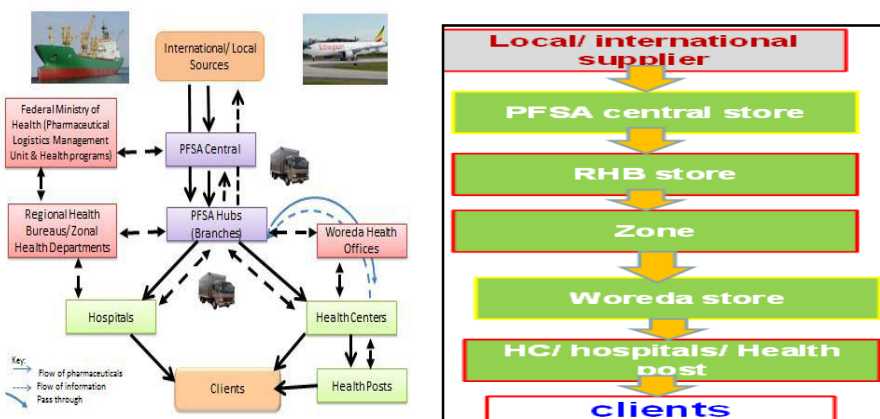 International/ Local
Sources
Federal Ministry of
Health (Pharmaceutical
Logistics Management
Unit & Health programs)
PFSA Central
Regional Health
Bureaus/ Zonal
Health Departments
PFSA Hubs
(Branches)
Woreda Health
Offices
Hospitals
Health Centers
Clients
Health Posts
Key:
Flow of pharmaceuticals
Flow of information
Pass through
Local/ international
supplier
PFSA central store
RHB store
Zone
Woreda store
HC/ hospitals/ Health
post
clients